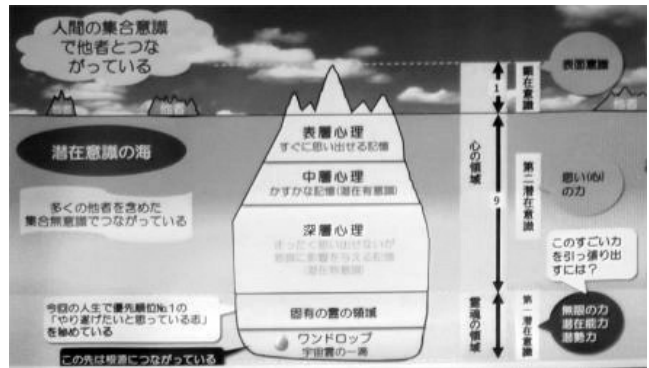 人間の集合意識
で他者とつな
がっている
表面意識
顕在意識
1
潜在意識の海
表層心理
すぐに思い出せる記憶
中層心理
かすかな記憶(潜在有意識)
心の領域
9
第二潜在意識
思い(心)
の力
多くの他者を含めた
集合無意識でつながっている
深層心理
まったく思い出せないが
(潜在有意識)
このすごい力
を引っ張り出
すには?
今回の人生で優先順位№1の
「やり遂げたいと思っている志」
を秘めている
固有の霊の領域
霊魂の領域
第一潜在意識
無限の力
潜在能力
潜勢力
ワンドロップ
宇宙霊の一滴
この先は根源につながっている